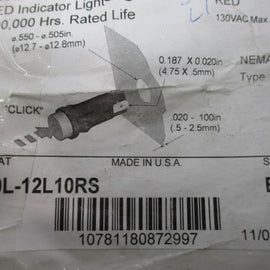 ED Indicator Light
RED
0,000 Hrs. Rated Life
130VAC Max.
ø.550 - ø.505in.
(ø12.7 - ø12.8mm)
0.187 X 0.020in
(4.75 X .5mm)
NEMA
Type
"CLICK"
.020 - .100in
(.5 - 2.5mm)
AT
MADE IN U.S.A.
S
0L-12L10RS
E
10781180872997
11/0